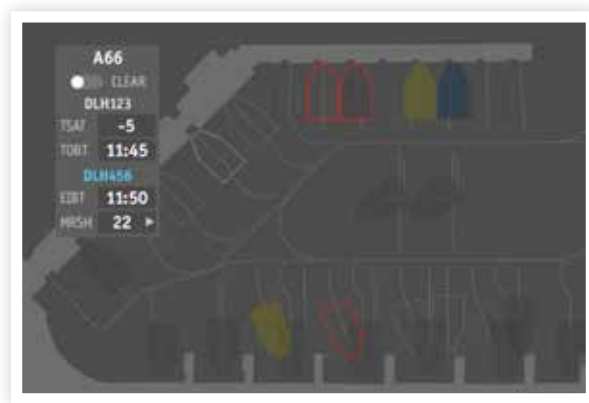 A66
CLEAR
DLH123
TSAT -5
TOBT 11:45
DLH456
EIBT 11:50
MRSH 22